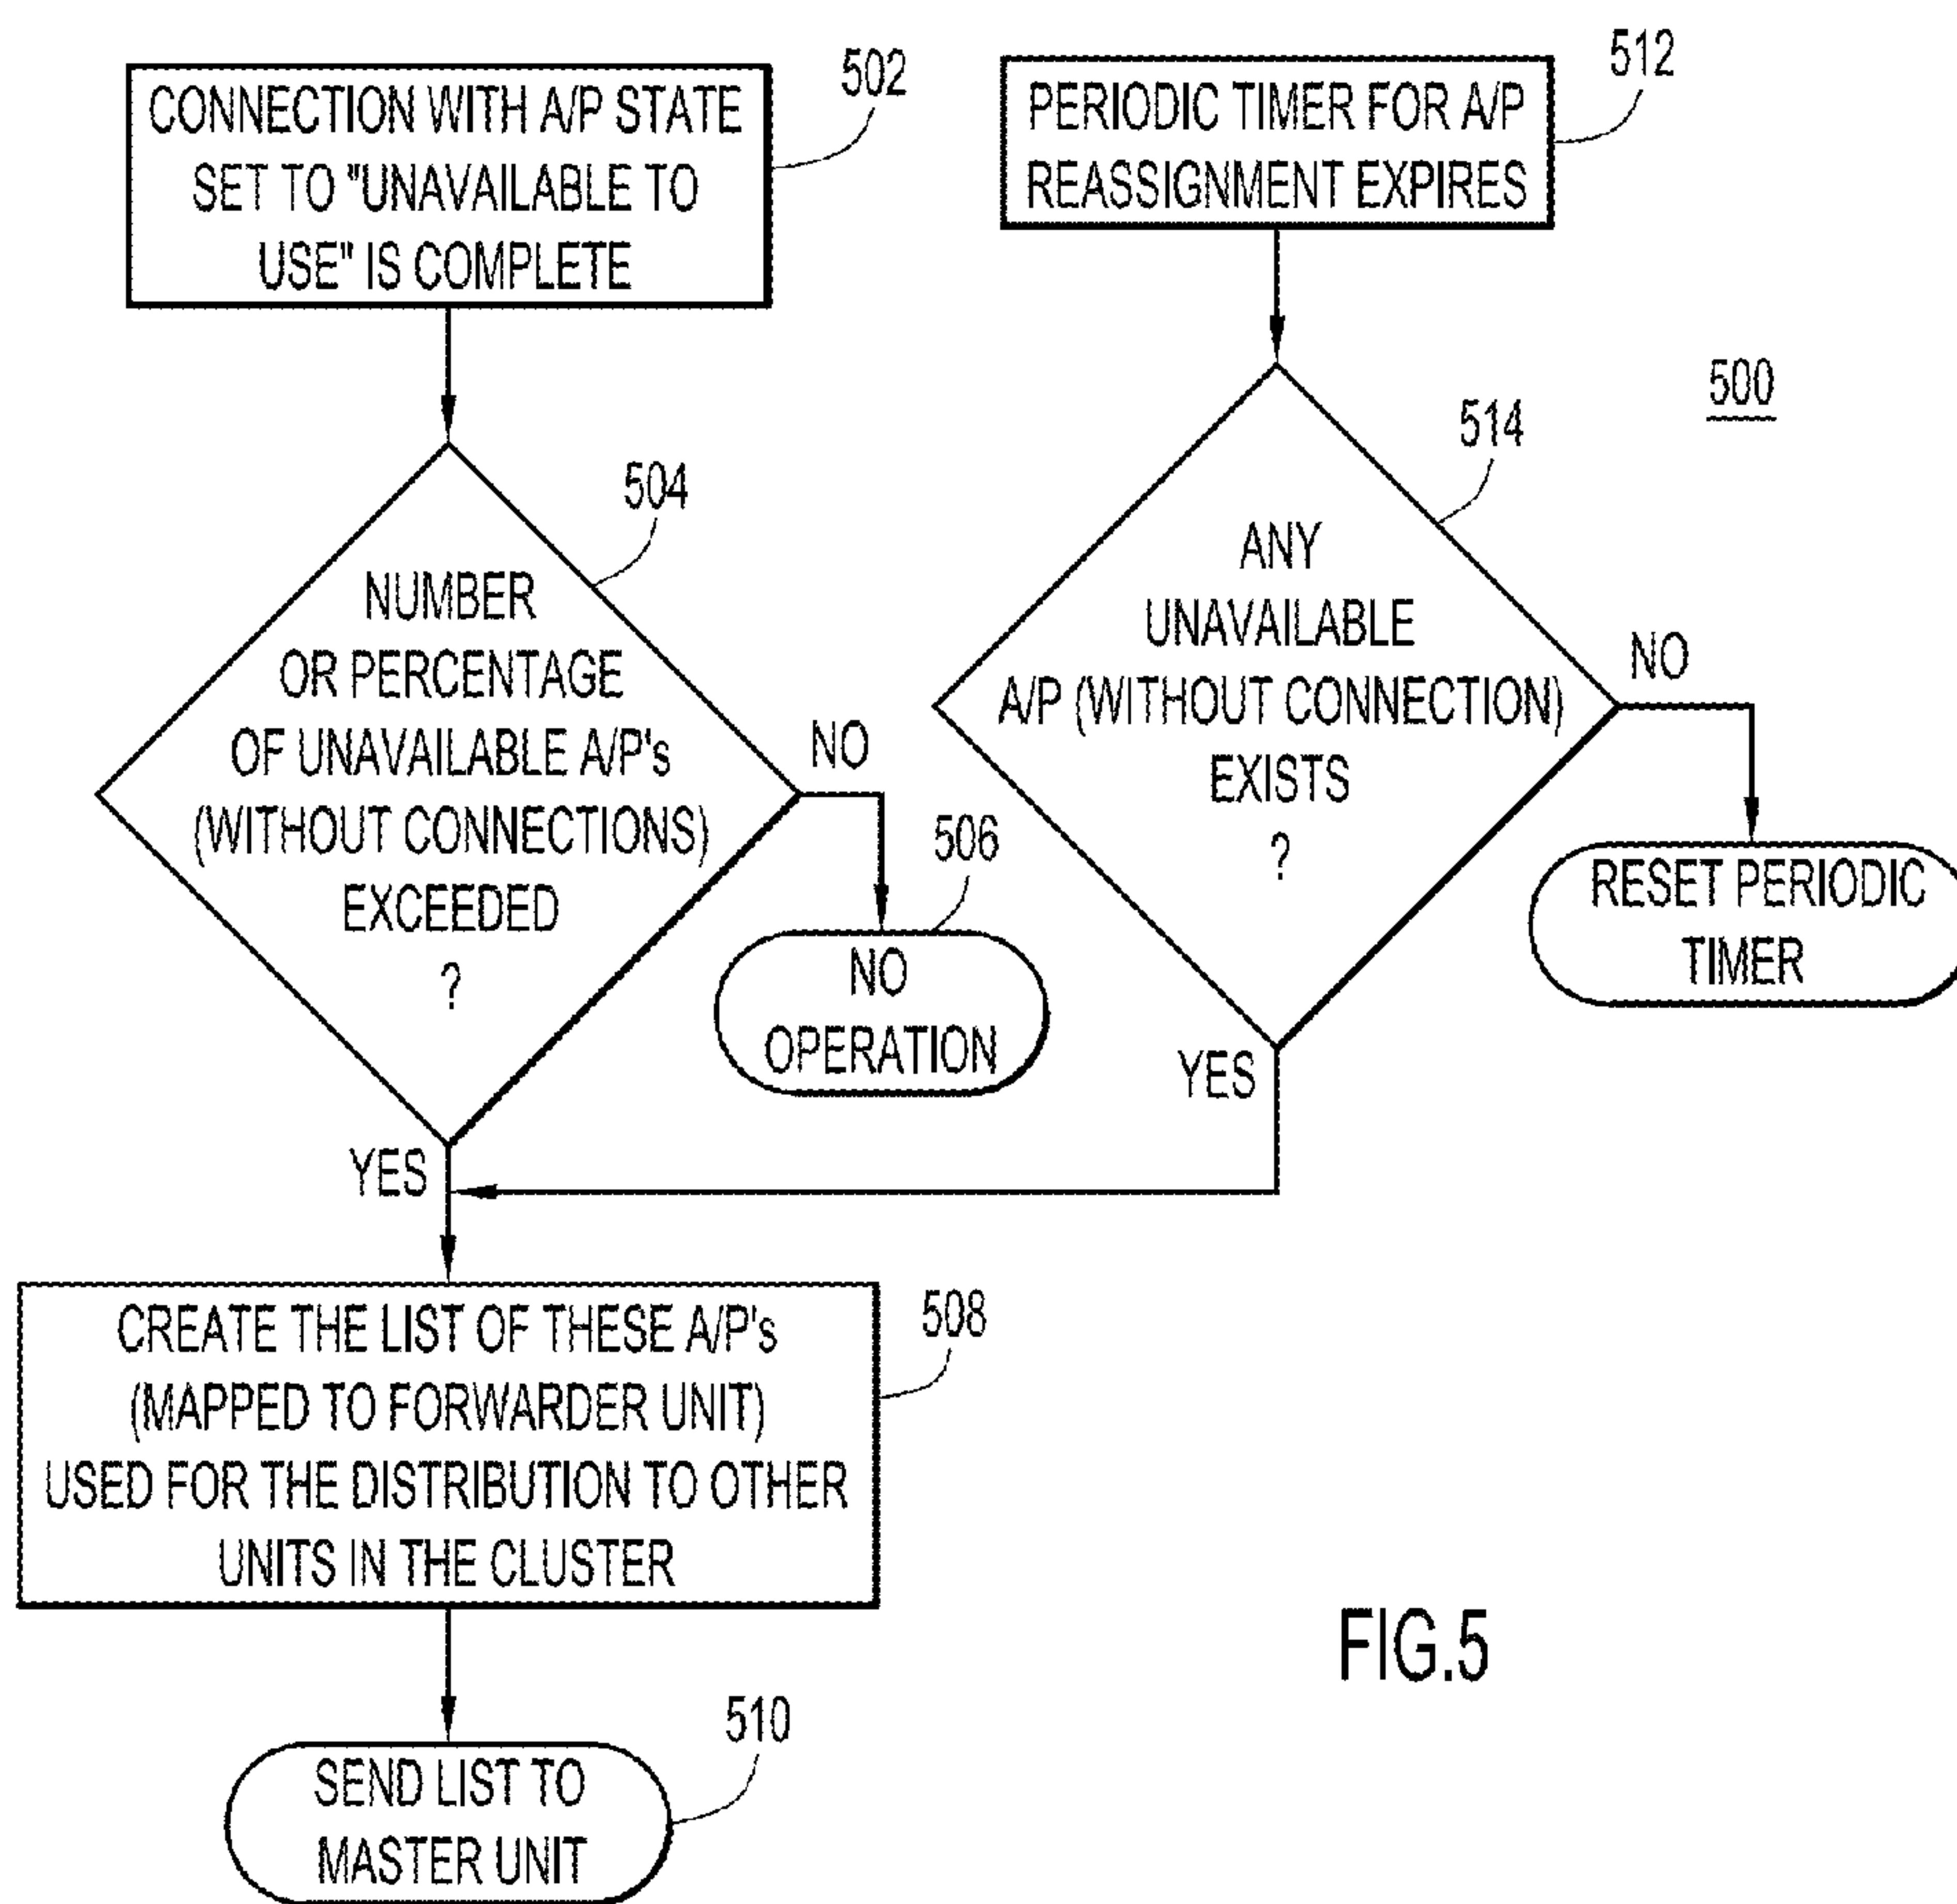 502
CONNECTION WITH A/P STATE
SET TO "UNAVAILABLE TO
USE" IS COMPLETE
512
PERIODIC TIMER FOR A/P
REASSIGNMENT EXPIRES
500
504
NUMBER
OR PERCENTAGE
OF UNAVAILABLE A/P's
(WITHOUT CONNECTIONS)
EXCEEDED
?
NO
506
NO
OPERATION
514
ANY
UNAVAILABLE
A/P (WITHOUT CONNECTION)
EXISTS
?
NO
RESET PERIODIC
TIMER
YES
YES
508
CREATE THE LIST OF THESE A/P's
(MAPPED TO FORWARDER UNIT)
USED FOR THE DISTRIBUTION TO OTHER
UNITS IN THE CLUSTER
510
SEND LIST TO
MASTER UNIT
FIG.5